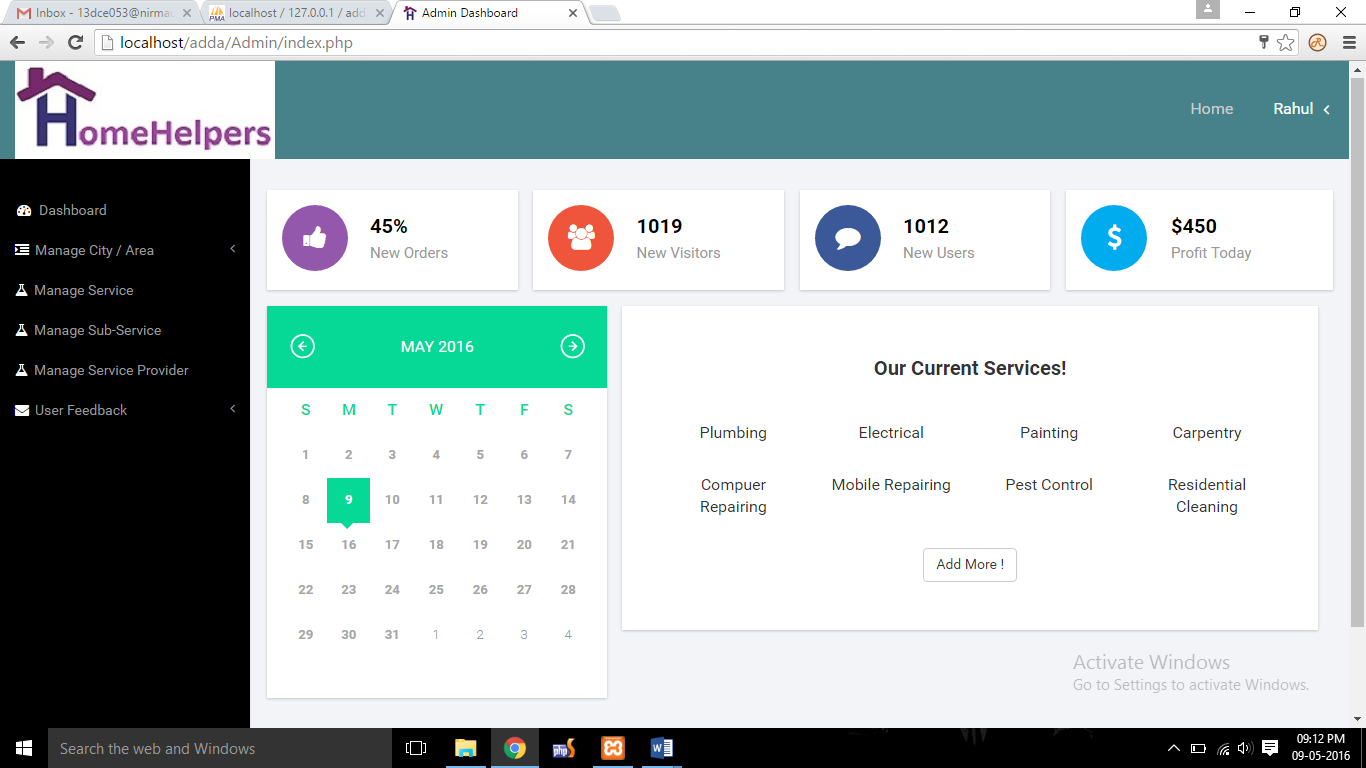 Inbox - 13dce053@nirmau
localhost / 127.0.0.1 / add
Admin Dashboard
localhost/adda/Admin/index.php
HomeHelpers
Home
Rahul
Dashboard
Manage City / Area
Manage Service
Manage Sub-Service
Manage Service Provider
User Feedback
45%
New Orders
1019
New Visitors
1012
New Users
$450
Profit Today
MAY 2016
S M T W T F S
1 2 3 4 5 6 7
8 9 10 11 12 13 14
15 16 17 18 19 20 21
22 23 24 25 26 27 28
29 30 31 1 2 3 4
Our Current Services!
Plumbing Electrical Painting Carpentry
Compuer Mobile Repairing Pest Control Residential
Repairing Cleaning
Add More !
Activate Windows
Go to Settings to activate Windows.
Search the web and Windows
php
09:12 PM
09-05-2016